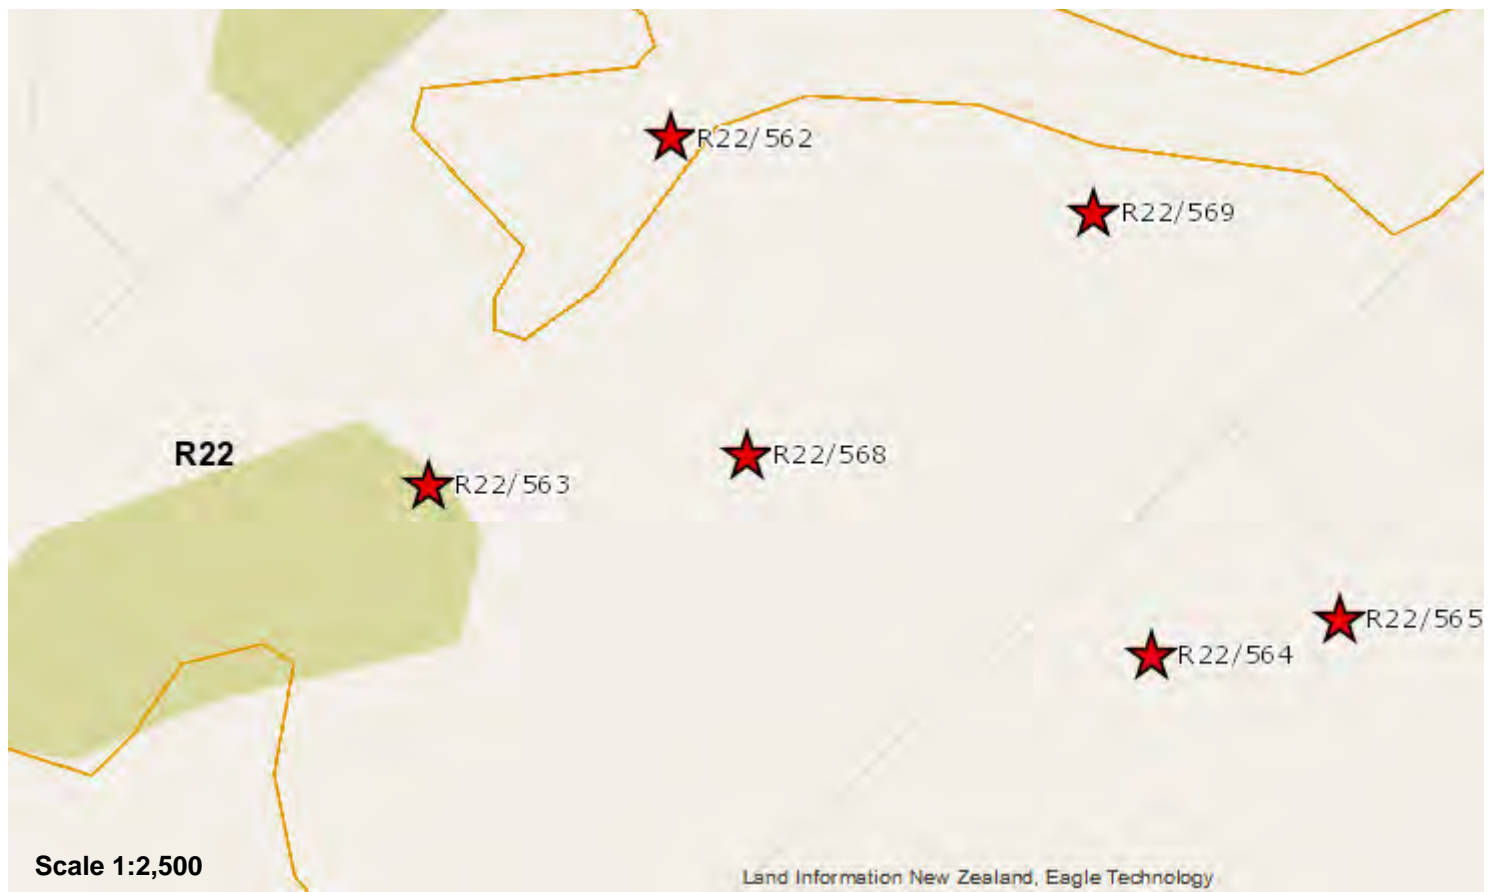 R22/562
R22/569
R22
R22/568
R22/563
R22/565
R22/564
Scale 1:2,500
Land Information New Zealand, Eagle Technology